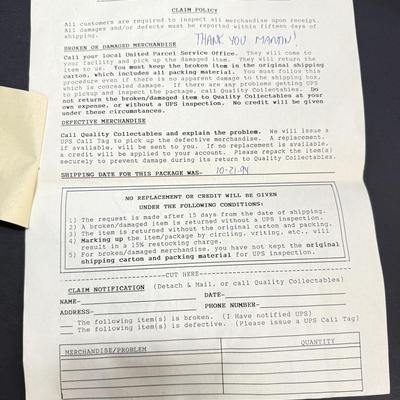 CLAIM POLICY
All customers are required to inspect all merchandise upon receipt.
All damages and/or defects must be reported within fifteen days of
shipping.
THANK YOU MARTON!
BROKEN OR DAMAGED MERCHANDISE
Call your local United Parcel Service Office. They will come to
your facility and pick up the damaged item. They will return the
item to us. You must keep the broken item in the original shipping
carton, which includes all packing material. You must follow this
procedure even if there is no apparent damage to the shipping box,
which is concealed damage. If there are any problems getting UPS
to pickup and inspect the package, call Quality Collectables. Do
not return the broken/damaged item to Quality Collectables at your
own expense, or without a UPS inspection. No credit will be given
under these circumstances.
DEFECTIVE MERCHANDISE
Call Quality Collectables and explain the problem. We will issue a
UPS Call Tag to pick up the defective merchandise. A replacement,
if available, will be sent to you. If no replacement is available,
a credit will be applied to your account. Please repack the item(s)
securely to prevent damage during its return to Quality Collectables.
SHIPPING DATE FOR THIS PACKAGE WAS- 10-21-94
NO REPLACEMENT OR CREDIT WILL BE GIVEN
UNDER THE FOLLOWING CONDITIONS:
1) The request is made after 15 days from the date of shipping.
2) A broken/damaged item is returned without a UPS inspection.
3) The item is returned without the original carton and packing.
4) Marking up the item/package by circling, writing, etc., will
result in a 15% restocking charge.
5) For broken/damaged merchandise, you have not kept the original
shipping carton and packing material for UPS inspection.
CUT HERE
CLAIM NOTIFICATION (Detach & Mail, or call Quality Collectables)
NAME- DATE-
ADDRESS- PHONE NUMBER-
The following item(s) is broken. (I Have notified UPS)
The following item(s) is defective. (Please issue a UPS Call Tag)
MERCHANDISE/PROBLEM QUANTITY